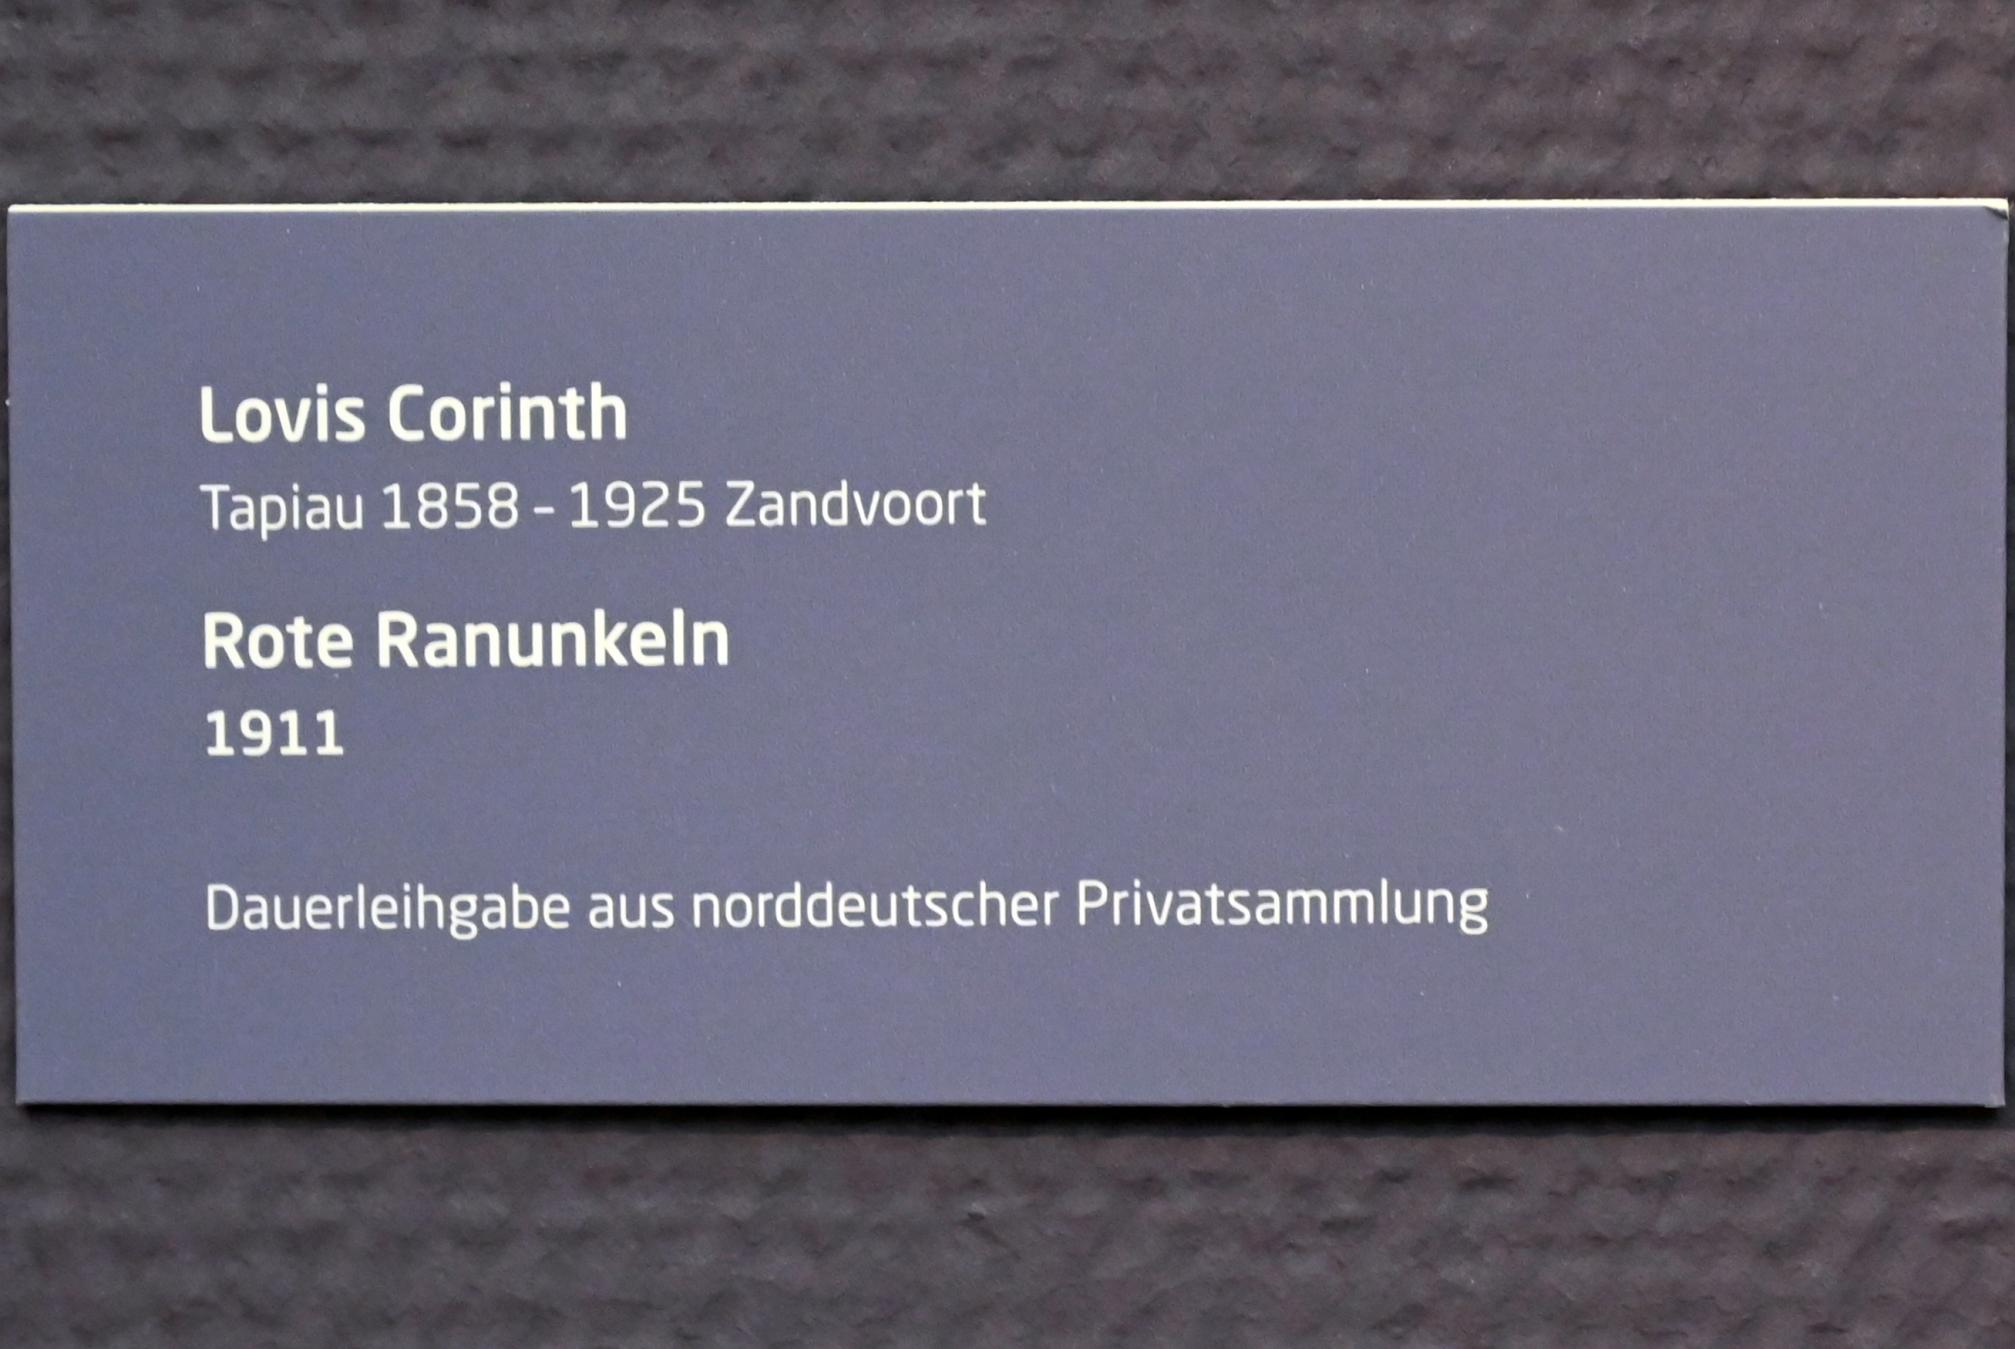 Lovis Corinth
Tapiau 1858 - 1925 Zandvoort
Rote Ranunkeln
1911
Dauerleihgabe aus norddeutscher Privatsammlung